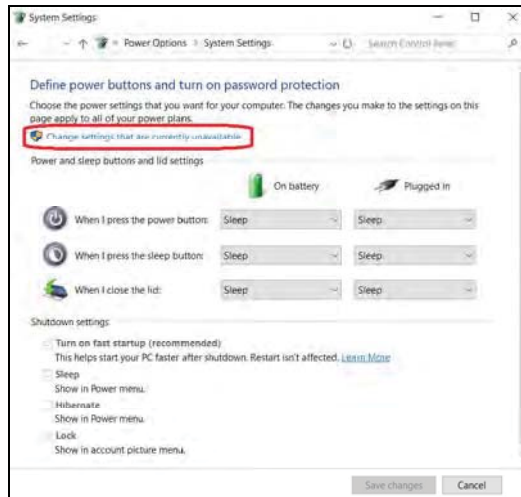 System Settings
Power Options > System Settings
Search Control Panel
Define power buttons and turn on password protection
Choose the power settings that you want for your computer. The changes you make to the settings on this
page apply to all of your power plans.
Change settings that are currently unavailable
Power and sleep buttons and lid settings
On battery
Plugged in
When I press the power button:
Sleep
Sleep
When I press the sleep button:
Sleep
Sleep
When I close the lid:
Sleep
Sleep
Shutdown settings
Turn on fast startup (recommended)
This helps start your PC faster after shutdown. Restart isn't affected. Learn More
Sleep
Show in Power menu.
Hibernate
Show in Power menu.
Lock
Show in account picture menu.
Save changes
Cancel